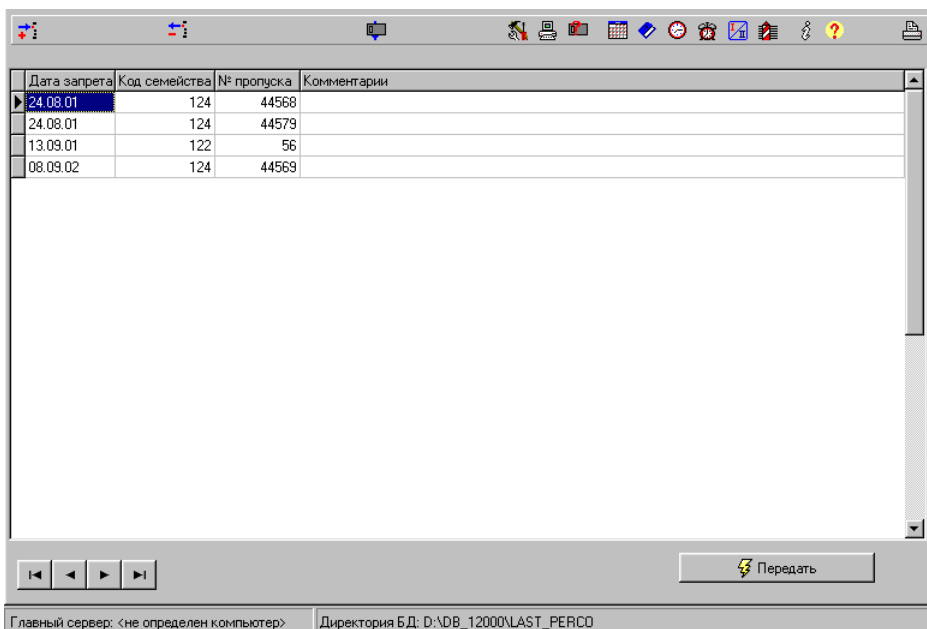 Дата запрета Код семейства № пропуска Комментарии
24.08.01 124 44568
24.08.01 124 44579
13.09.01 122 56
08.09.02 124 44569
Передать
Главный сервер: <не определен компьютер> Директория БД: D:\DB_12000\LAST_PERCO